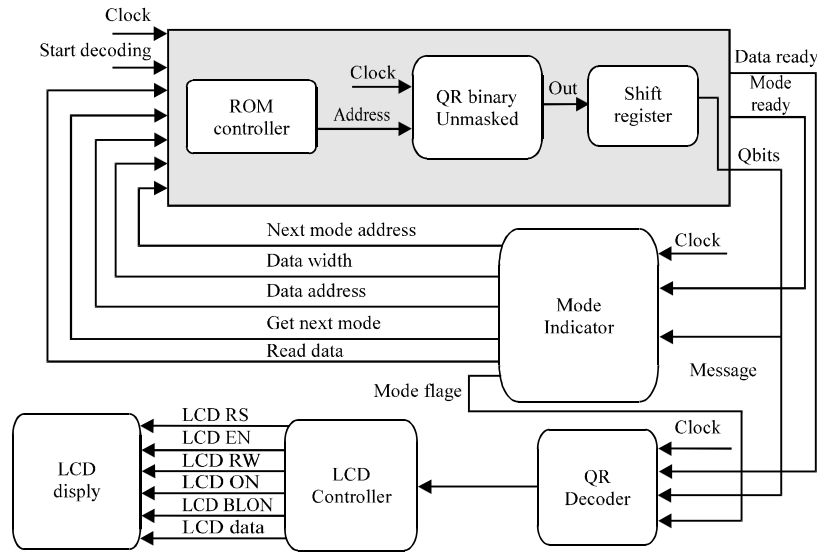 Clock
Start decoding
Data ready
Mode
ready
Clock
ROM
controller
Address
QR binary
Unmasked
Out
Shift
register
Qbits
Next mode address
Clock
Data width
Data address
Mode
Indicator
Get next mode
Read data
Message
Mode flage
LCD RS
LCD EN
LCD RW
LCD ON
LCD BLON
LCD data
LCD
disply
LCD
Controller
Clock
QR
Decoder